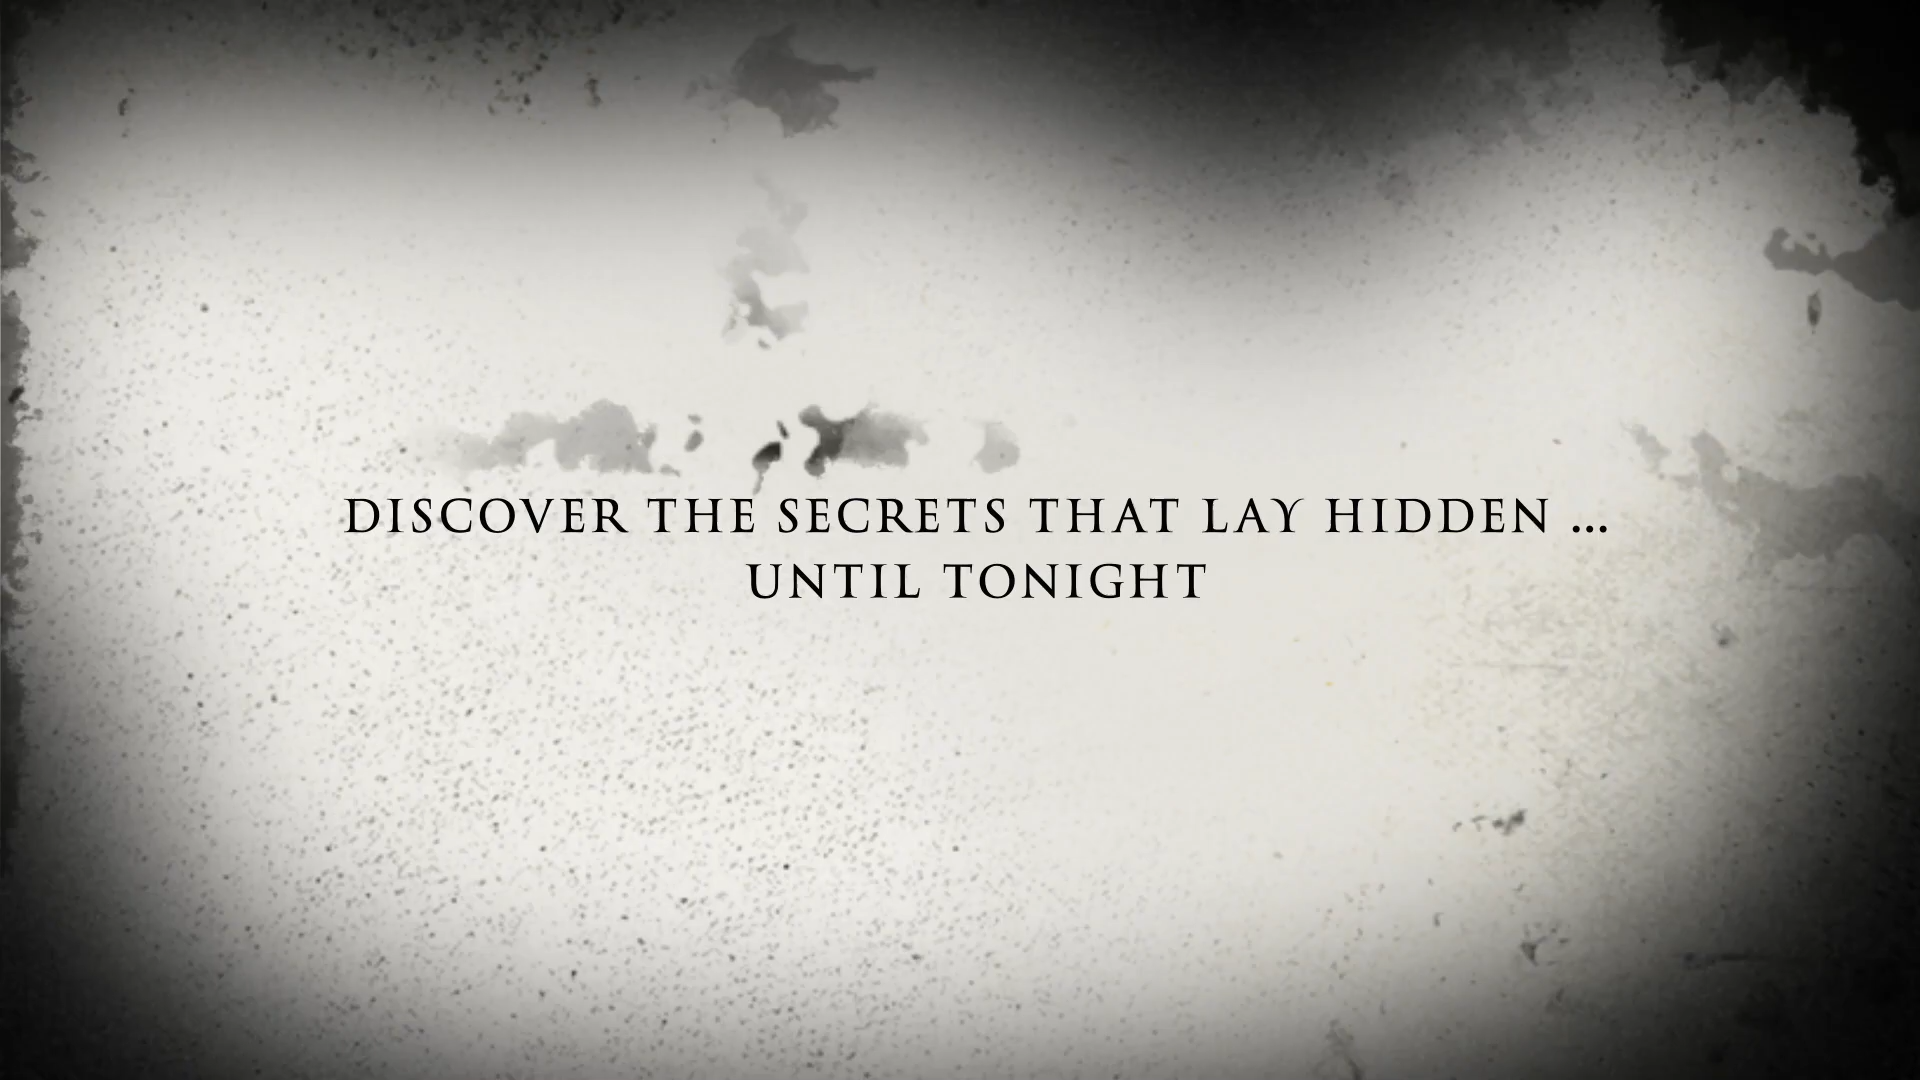 DISCOVER THE SECRETS THAT LAY HIDDEN ...
UNTIL TONIGHT